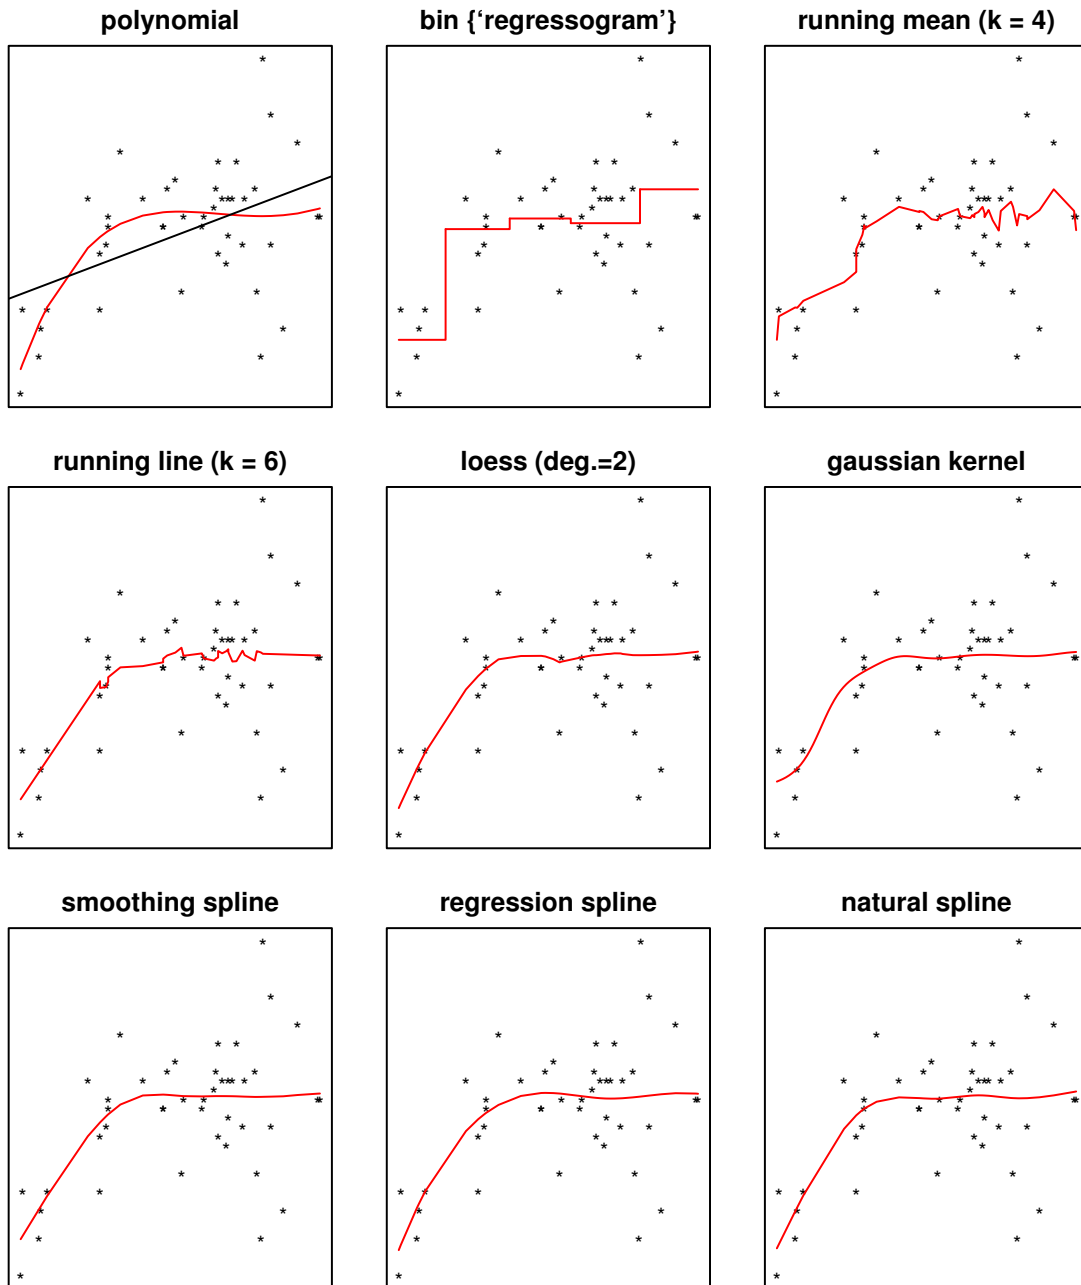 polynomial
bin {‘regressogram’}
running mean (k = 4)
running line (k = 6)
loess (deg.=2)
gaussian kernel
smoothing spline
regression spline
natural spline